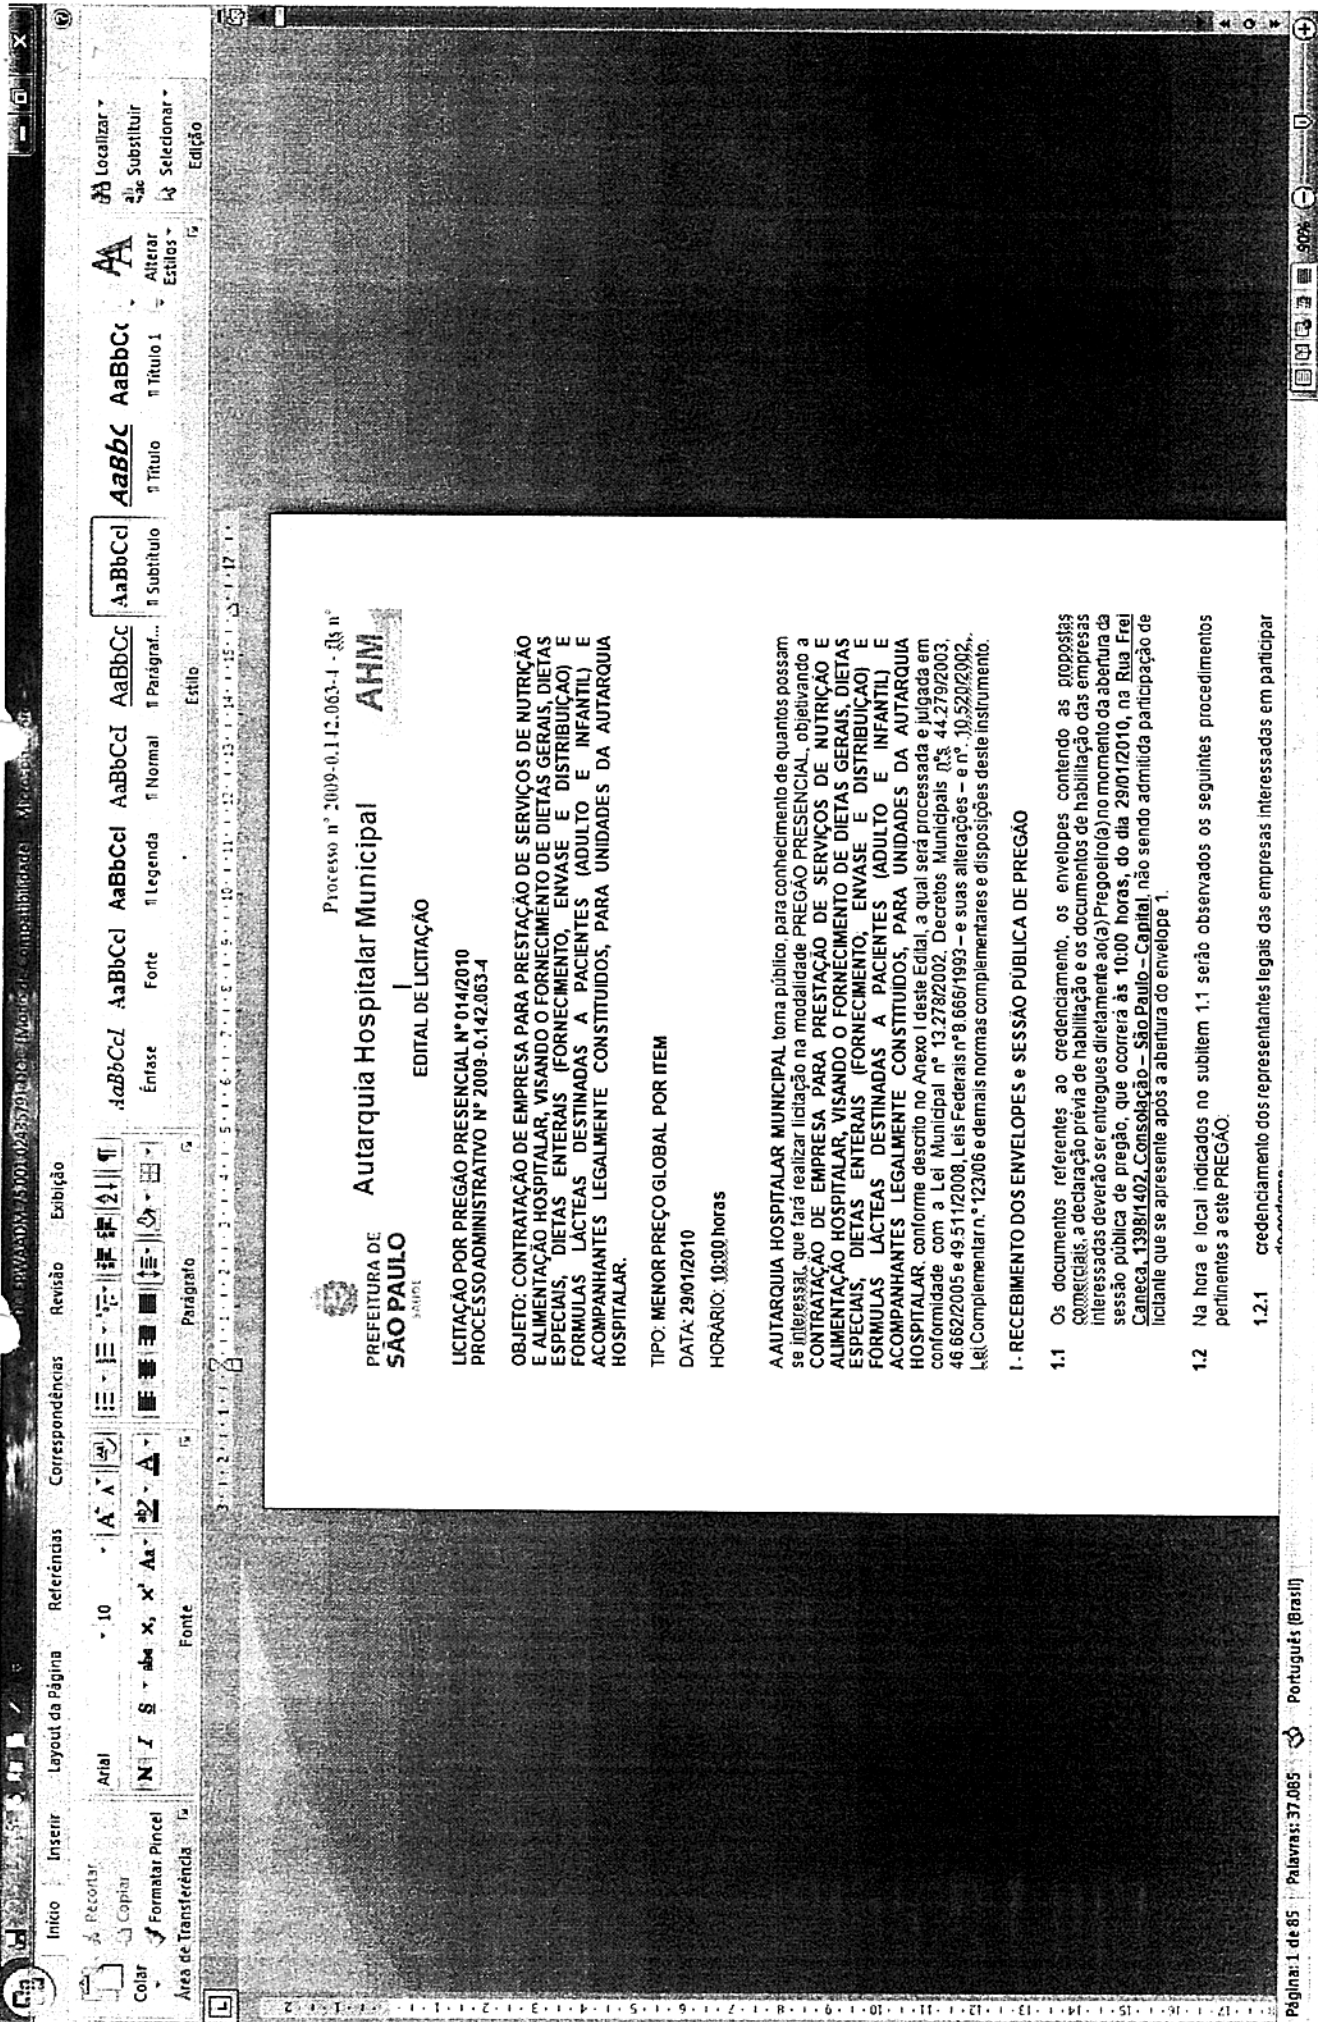 [Modo de Compatibilidade]
Início Inserir Layout da Página Referências Correspondências Revisão Exibição
Recortar
Copiar
Formatar Pincel
Colar
Área de Transferência
Arial 10
N I S abe x, x² Aa
Fonte
Parágrafo
AaBbCcI AaBbCcI AaBbCcI AaBbCcI AaBbCc AaBbCcI AaBbC AaBbCc
Ênfase Forte ¶ Legenda ¶ Normal ¶ Parágraf... ¶ Subtítulo ¶ Título ¶ Título 1
Alterar
Estilos
Estilo
Localizar
Substituir
Selecionar
Edição
Processo nº 2009-0.142.063-4 - fls nº
PREFEITURA DE
SÃO PAULO
SAÚDE
Autarquia Hospitalar Municipal
AHM
EDITAL DE LICITAÇÃO
LICITAÇÃO POR PREGÃO PRESENCIAL Nº 014/2010
PROCESSO ADMINISTRATIVO Nº 2009-0.142.063-4
OBJETO: CONTRATAÇÃO DE EMPRESA PARA PRESTAÇÃO DE SERVIÇOS DE NUTRIÇÃO
E ALIMENTAÇÃO HOSPITALAR, VISANDO O FORNECIMENTO DE DIETAS GERAIS, DIETAS
ESPECIAIS, DIETAS ENTERAIS (FORNECIMENTO, ENVASE E DISTRIBUIÇAO) E
FORMULAS LÁCTEAS DESTINADAS A PACIENTES (ADULTO E INFANTIL) E
ACOMPANHANTES LEGALMENTE CONSTITUIDOS, PARA UNIDADES DA AUTARQUIA
HOSPITALAR.
TIPO: MENOR PREÇO GLOBAL POR ITEM
DATA: 29/01/2010
HORÁRIO: 10:00 horas
A AUTARQUIA HOSPITALAR MUNICIPAL torna público, para conhecimento de quantos possam
se interessar, que fará realizar licitação na modalidade PREGÃO PRESENCIAL, objetivando a
CONTRATAÇÃO DE EMPRESA PARA PRESTAÇÃO DE SERVIÇOS DE NUTRIÇÃO E
ALIMENTAÇÃO HOSPITALAR, VISANDO O FORNECIMENTO DE DIETAS GERAIS, DIETAS
ESPECIAIS, DIETAS ENTERAIS (FORNECIMENTO, ENVASE E DISTRIBUIÇAO) E
FORMULAS LÁCTEAS DESTINADAS A PACIENTES (ADULTO E INFANTIL) E
ACOMPANHANTES LEGALMENTE CONSTITUIDOS, PARA UNIDADES DA AUTARQUIA
HOSPITALAR, conforme descrito no Anexo I deste Edital, a qual será processada e julgada em
conformidade com a Lei Municipal nº 13.278/2002, Decretos Municipais nºs 44.279/2003,
46.662/2005 e 49.511/2008, Leis Federais nº 8.666/1993 – e suas alterações – e nº. 10.520/2002,
Lei Complementar n.º 123/06 e demais normas complementares e disposições deste instrumento.
I - RECEBIMENTO DOS ENVELOPES e SESSÃO PÚBLICA DE PREGÃO
1.1 Os documentos referentes ao credenciamento, os envelopes contendo as propostas
comerciais, a declaração prévia de habilitação e os documentos de habilitação das empresas
interessadas deverão ser entregues diretamente ao(a) Pregoeiro(a) no momento da abertura da
sessão pública de pregão, que ocorrerá às 10:00 horas, do dia 29/01/2010, na Rua Frei
Caneca, 1398/1402, Consolação – São Paulo – Capital, não sendo admitida participação de
licitante que se apresente após a abertura do envelope 1.
1.2 Na hora e local indicados no subitem 1.1 serão observados os seguintes procedimentos
pertinentes a este PREGÃO:
1.2.1 credenciamento dos representantes legais das empresas interessadas em participar
Página: 1 de 85 Palavras: 37.085 Português (Brasil) 90%